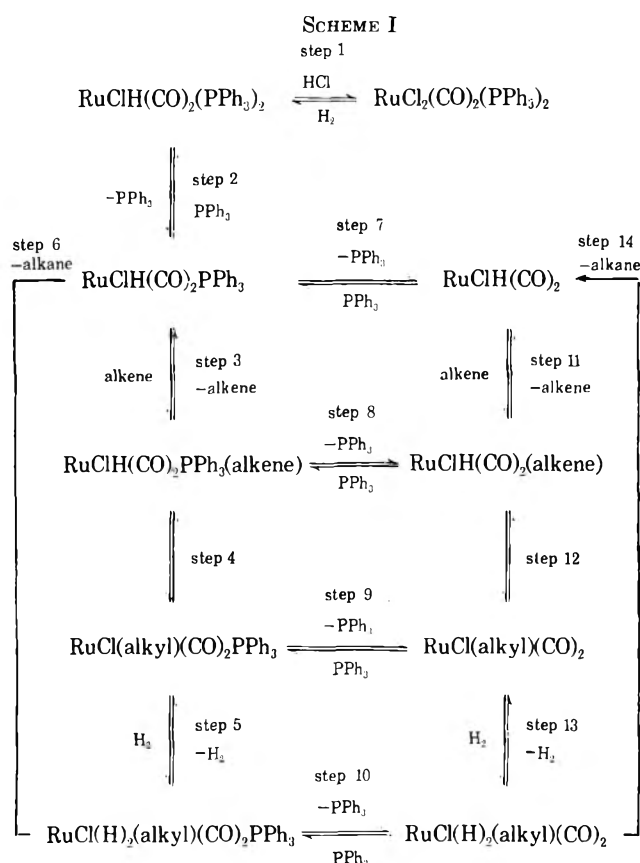 SCHEME I
step 1
HCl
RuClH(CO)₂(PPh₃)₂ ⇌ RuCl₂(CO)₂(PPh₃)₂
H₂
−PPh₃ step 2 PPh₃
step 6 −alkane
step 7 −PPh₃
step 14 −alkane
RuClH(CO)₂PPh₃ ⇌ RuClH(CO)₂
PPh₃
alkene step 3 −alkene
alkene step 11 −alkene
step 8 −PPh₃
RuClH(CO)₂PPh₃(alkene) ⇌ RuClH(CO)₂(alkene)
PPh₃
step 4
step 12
step 9 −PPh₃
RuCl(alkyl)(CO)₂PPh₃ ⇌ RuCl(alkyl)(CO)₂
PPh₃
H₂ step 5 −H₂
H₂ step 13 −H₂
step 10 −PPh₃
RuCl(H)₂(alkyl)(CO)₂PPh₃ ⇌ RuCl(H)₂(alkyl)(CO)₂
PPh₃